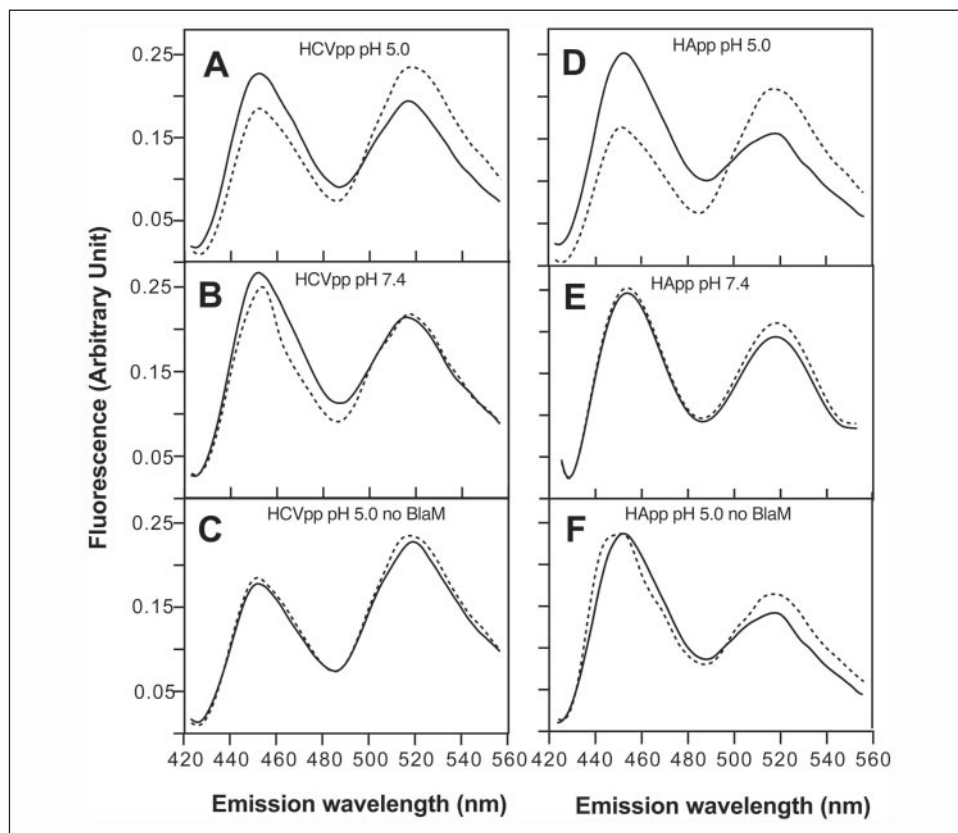 Fluorescence (Arbitrary Unit)
A
HCVpp pH 5.0
0.25
0.15
0.05
B
HCVpp pH 7.4
0.25
0.15
0.05
C
HCVpp pH 5.0 no BlaM
0.25
0.15
0.05
420 440 460 480 500 520 540 560
Emission wavelength (nm)
D
HApp pH 5.0
E
HApp pH 7.4
F
HApp pH 5.0 no BlaM
440 460 480 500 520 540 560
Emission wavelength (nm)